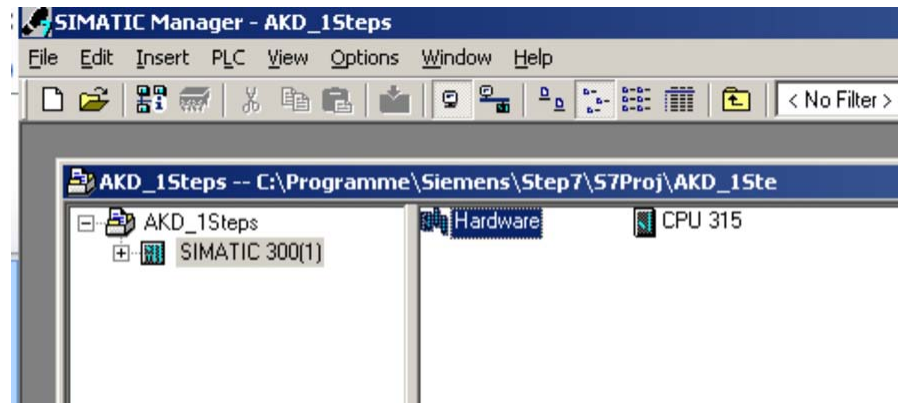 SIMATIC Manager - AKD_1Steps
File Edit Insert PLC View Options Window Help
< No Filter >
AKD_1Steps -- C:\Programme\Siemens\Step7\S7Proj\AKD_1Ste
AKD_1Steps
SIMATIC 300(1)
Hardware
CPU 315